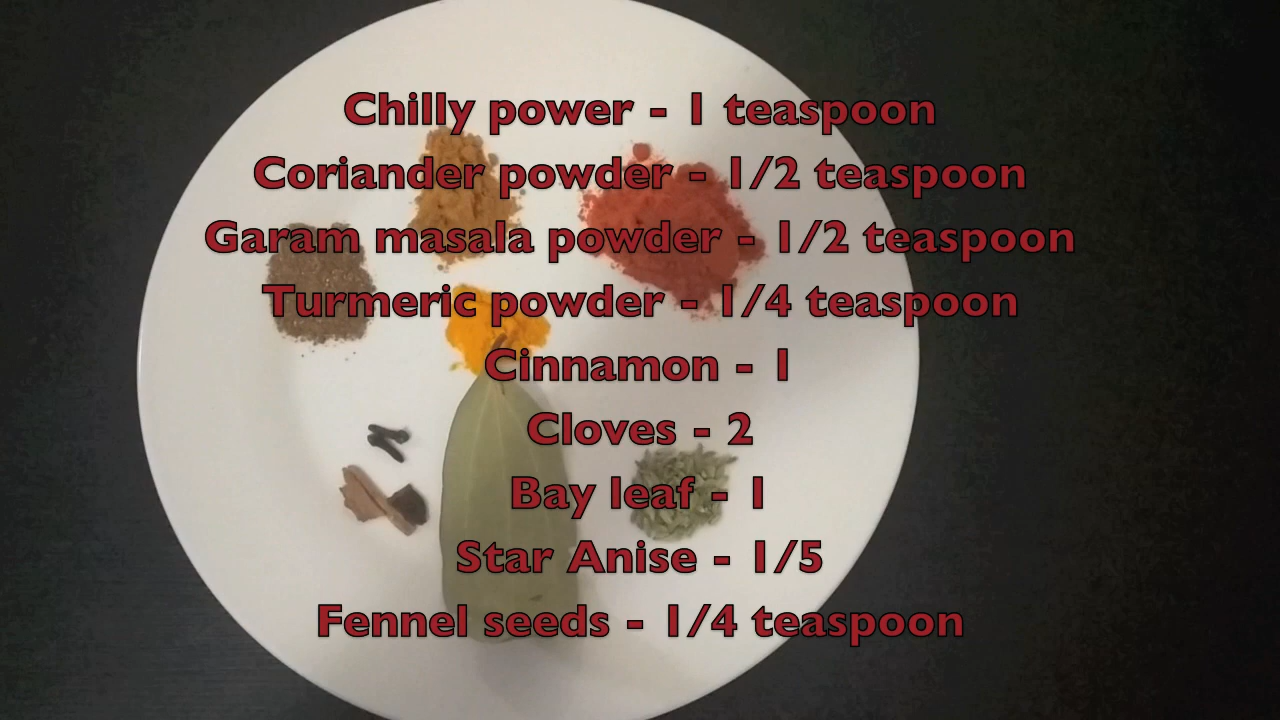 Chilly power - 1 teaspoon
Coriander powder - 1/2 teaspoon
Garam masala powder - 1/2 teaspoon
Turmeric powder - 1/4 teaspoon
Cinnamon - 1
Cloves - 2
Bay leaf - 1
Star Anise - 1/5
Fennel seeds - 1/4 teaspoon